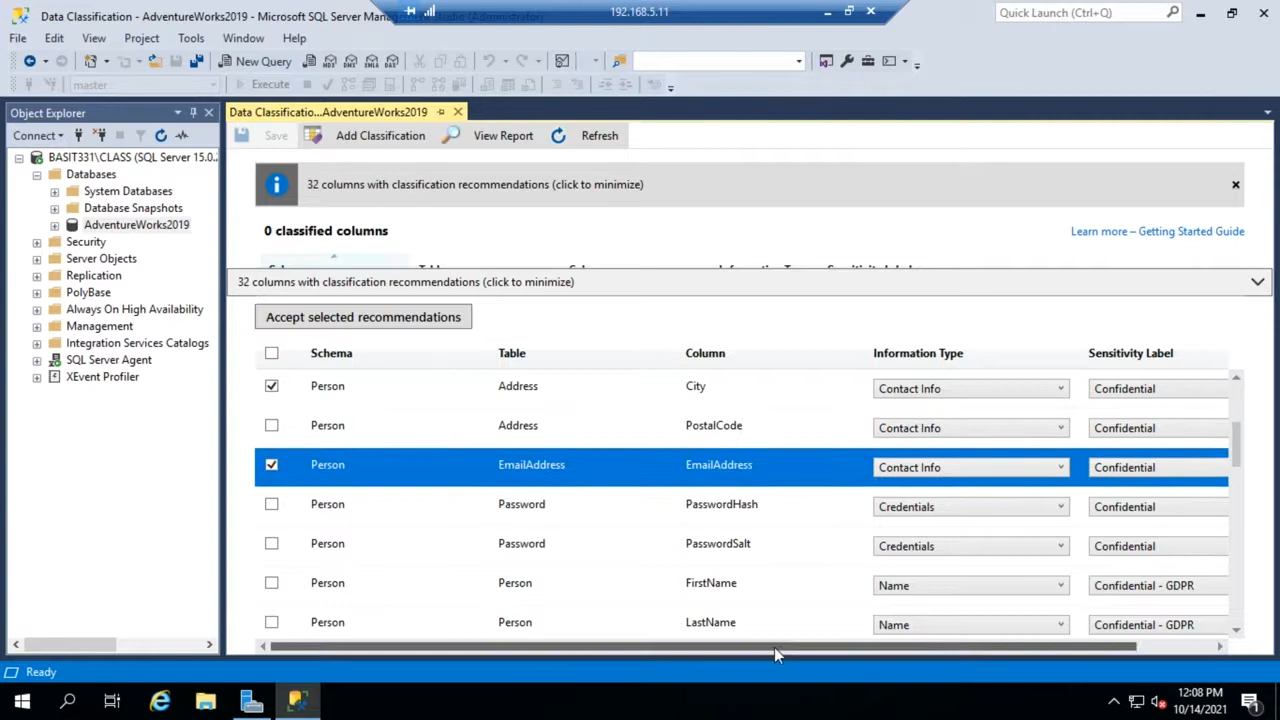 Data Classification - AdventureWorks2019 - Microsoft SQL Server Management Studio (Administrator)
192.168.5.11
Quick Launch (Ctrl+Q)
File Edit View Project Tools Window Help
New Query
MDX DMX XMLA DAX
master
Execute
Object Explorer
Data Classificatio...AdventureWorks2019
Connect
Save Add Classification View Report Refresh
BASIT331\CLASS (SQL Server 15.0.2
Databases
System Databases
Database Snapshots
AdventureWorks2019
Security
Server Objects
Replication
PolyBase
Always On High Availability
Management
Integration Services Catalogs
SQL Server Agent
XEvent Profiler
32 columns with classification recommendations (click to minimize)
0 classified columns
Learn more – Getting Started Guide
32 columns with classification recommendations (click to minimize)
Accept selected recommendations
Schema Table Column Information Type Sensitivity Label
Person Address City Contact Info Confidential
Person Address PostalCode Contact Info Confidential
Person EmailAddress EmailAddress Contact Info Confidential
Person Password PasswordHash Credentials Confidential
Person Password PasswordSalt Credentials Confidential
Person Person FirstName Name Confidential - GDPR
Person Person LastName Name Confidential - GDPR
Ready
12:08 PM
10/14/2021
1